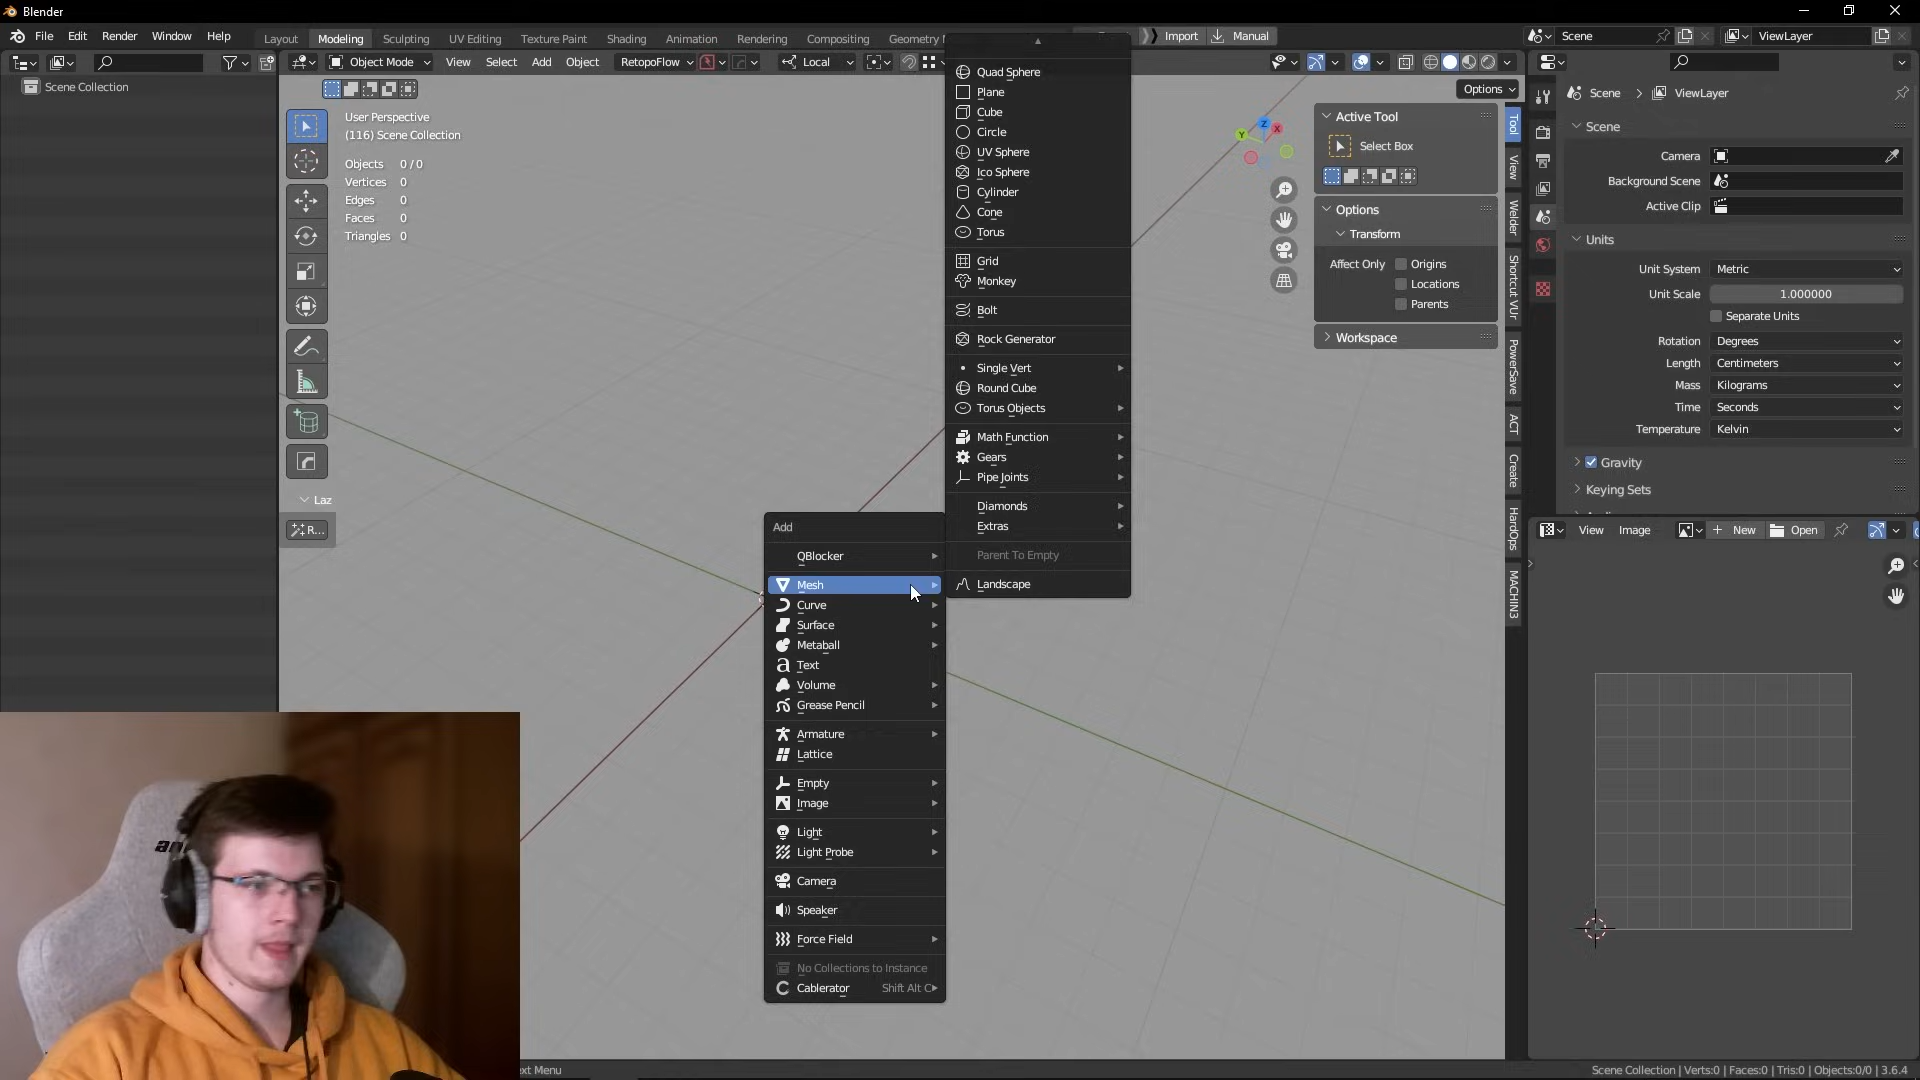 Blender
File Edit Render Window Help
Layout Modeling Sculpting UV Editing Texture Paint Shading Animation Rendering Compositing Geometry
Import Manual
Scene
ViewLayer
Object Mode View Select Add Object RetopoFlow Local
Options
Scene Collection
User Perspective
(116) Scene Collection
Objects 0/0
Vertices 0
Edges 0
Faces 0
Triangles 0
Laz
R...
Add
QBlocker
Mesh
Curve
Surface
Metaball
Text
Volume
Grease Pencil
Armature
Lattice
Empty
Image
Light
Light Probe
Camera
Speaker
Force Field
No Collections to Instance
Cablerator Shift Alt C
Quad Sphere
Plane
Cube
Circle
UV Sphere
Ico Sphere
Cylinder
Cone
Torus
Grid
Monkey
Bolt
Rock Generator
Single Vert
Round Cube
Torus Objects
Math Function
Gears
Pipe Joints
Diamonds
Extras
Parent To Empty
Landscape
Z
X
Y
Active Tool
Select Box
Options
Transform
Affect Only Origins
Locations
Parents
Workspace
Tool
View
Welder
Shortcut VUr
PowerSave
ACT
Create
HardOps
MACHIN3
Scene > ViewLayer
Scene
Camera
Background Scene
Active Clip
Units
Unit System Metric
Unit Scale 1.000000
Separate Units
Rotation Degrees
Length Centimeters
Mass Kilograms
Time Seconds
Temperature Kelvin
Gravity
Keying Sets
View Image New Open
an
ext Menu
Scene Collection | Verts:0 | Faces:0 | Tris:0 | Objects:0/0 | 3.6.4